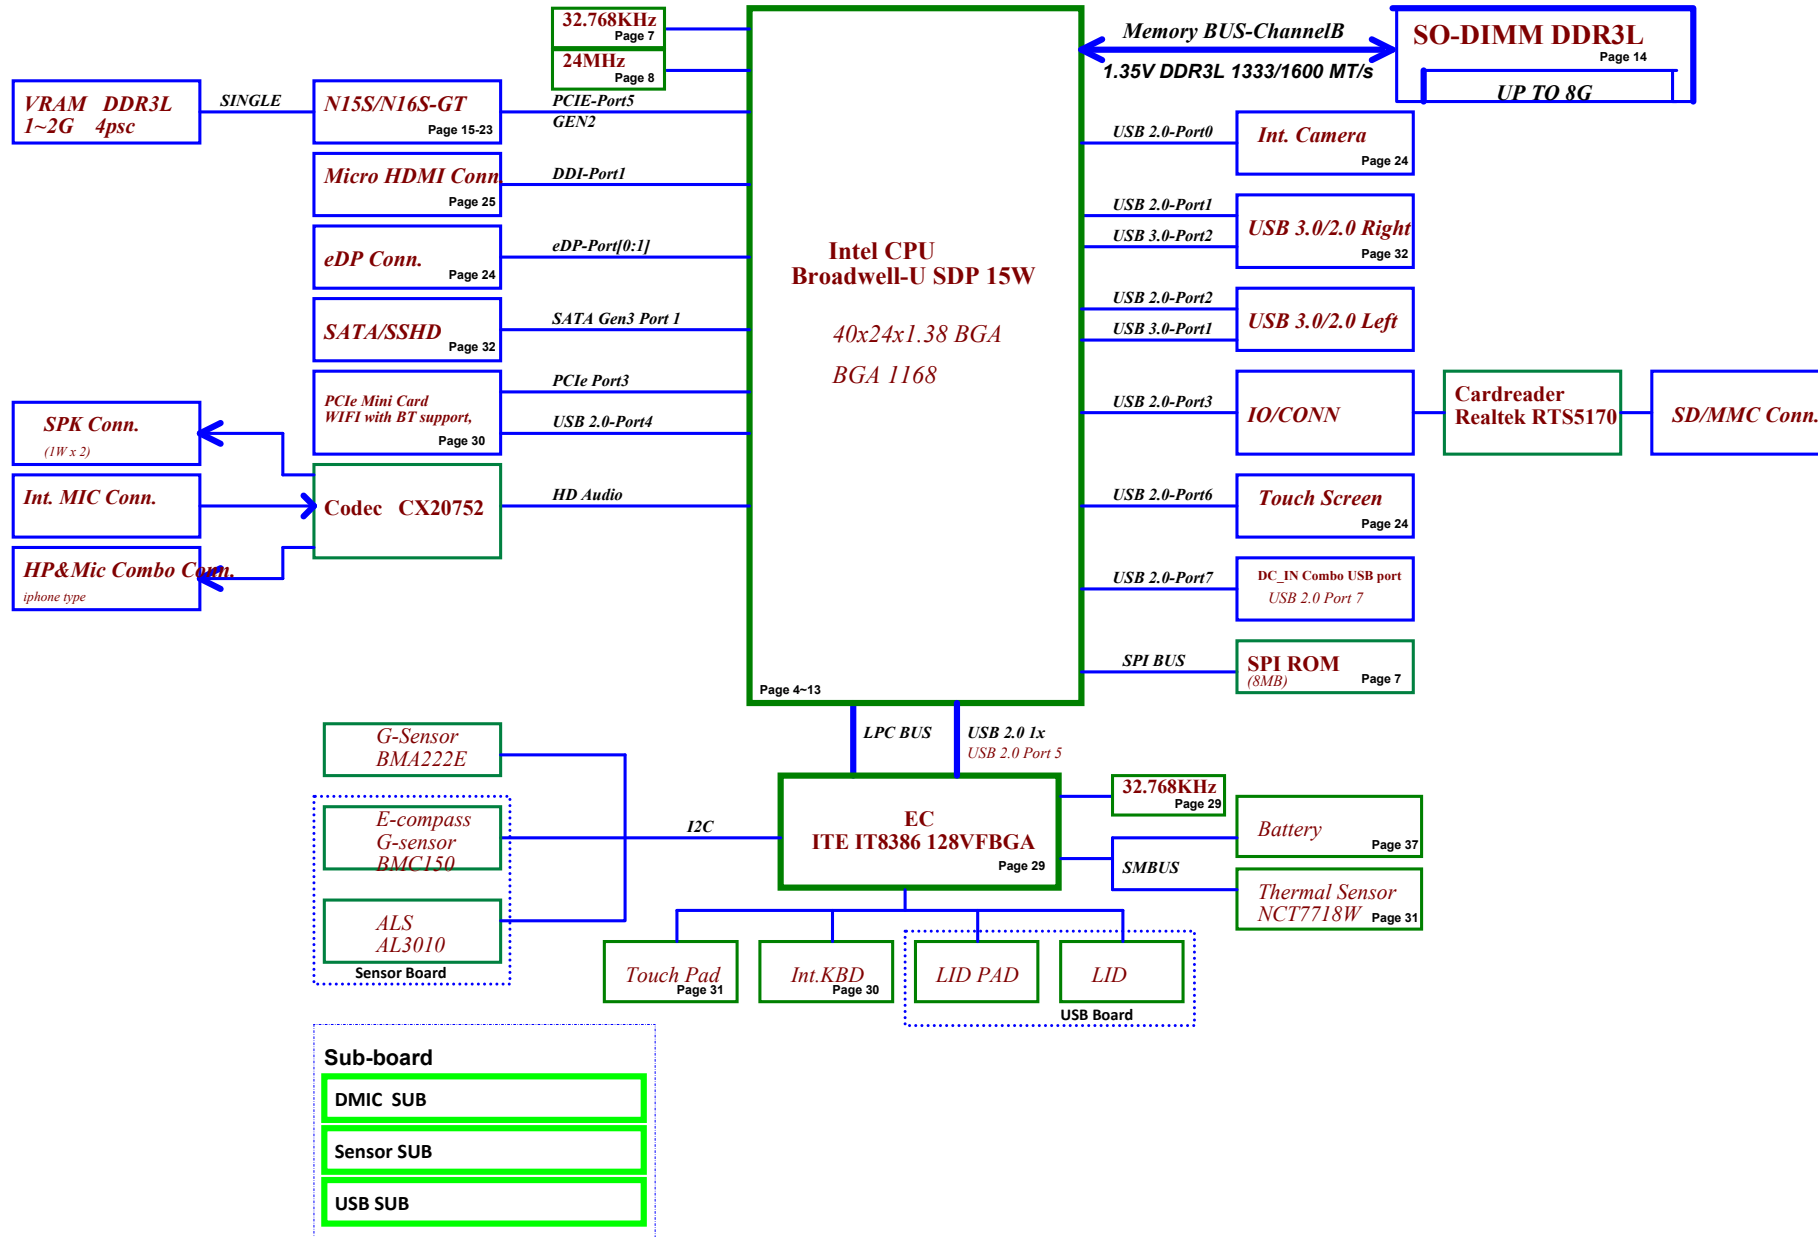 32.768KHz
Page 7
24MHz
Page 8
Memory BUS-ChannelB
1.35V DDR3L 1333/1600 MT/s
SO-DIMM DDR3L
Page 14
UP TO 8G
VRAM DDR3L
1~2G 4psc
SINGLE
N15S/N16S-GT
Page 15-23
PCIE-Port5
GEN2
Micro HDMI Conn.
Page 25
DDI-Port1
eDP Conn.
Page 24
eDP-Port[0:1]
SATA/SSHD
Page 32
SATA Gen3 Port 1
PCIe Mini Card
WIFI with BT support,
Page 30
PCIe Port3
USB 2.0-Port4
SPK Conn.
(1W x 2)
Int. MIC Conn.
HP&Mic Combo Conn.
iphone type
Codec CX20752
HD Audio
Intel CPU
Broadwell-U SDP 15W
40x24x1.38 BGA
BGA 1168
Page 4~13
USB 2.0-Port0
Int. Camera
Page 24
USB 2.0-Port1
USB 3.0-Port2
USB 3.0/2.0 Right
Page 32
USB 2.0-Port2
USB 3.0-Port1
USB 3.0/2.0 Left
USB 2.0-Port3
IO/CONN
Cardreader
Realtek RTS5170
SD/MMC Conn.
USB 2.0-Port6
Touch Screen
Page 24
USB 2.0-Port7
DC_IN Combo USB port
USB 2.0 Port 7
SPI BUS
SPI ROM
(8MB)
Page 7
LPC BUS
USB 2.0 1x
USB 2.0 Port 5
G-Sensor
BMA222E
E-compass
G-sensor
BMC150
ALS
AL3010
Sensor Board
I2C
EC
ITE IT8386 128VFBGA
Page 29
32.768KHz
Page 29
SMBUS
Battery
Page 37
Thermal Sensor
NCT7718W
Page 31
Touch Pad
Page 31
Int.KBD
Page 30
LID PAD
LID
USB Board
Sub-board
DMIC SUB
Sensor SUB
USB SUB